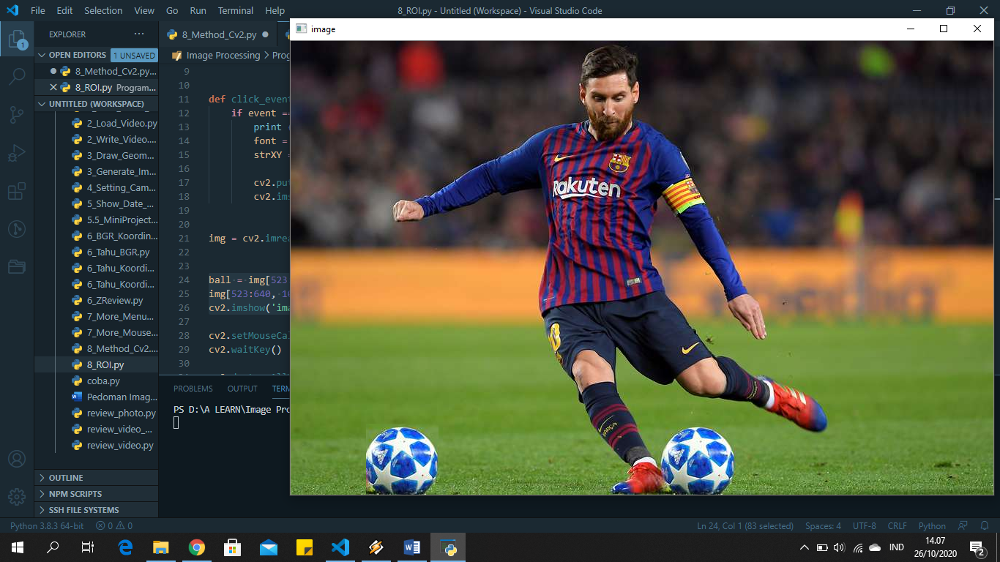 File Edit Selection View Go Run Terminal Help
8_ROI.py - Untitled (Workspace) - Visual Studio Code
EXPLORER ...
OPEN EDITORS 1 UNSAVED
8_Method_Cv2.py...
8_ROI.py Program...
UNTITLED (WORKSPACE)
2_Load_Video.py
2_Write_Video....
3_Draw_Geom...
3_Generate_Im...
4_Setting_Cam...
5_Show_Date_...
5.5_MiniProject...
6_BGR_Koordin...
6_Tahu_BGR.py
6_Tahu_Koordi...
6_Tahu_Koordi...
6_ZReview.py
7_More_Menu...
7_More_Mouse...
8_Method_Cv2....
8_ROI.py
coba.py
Pedoman Imag...
review_photo.py
review_video_...
review_video.py
OUTLINE
NPM SCRIPTS
SSH FILE SYSTEMS
1
8_Method_Cv2.py
Image Processing > Proc
9
10
11 def click_event
12 if event ==
13 print (
14 font =
15 strXY =
16
17 cv2.put
18 cv2.ims
19
20
21 img = cv2.imrea
22
23
24 ball = img[523
25 img[523:640, 10
26 cv2.imshow('ima
27
28 cv2.setMouseCal
29 cv2.waitKey()
30
PROBLEMS OUTPUT TERM
PS D:\A LEARN\Image Pro
image
Rakuten
Python 3.8.3 64-bit 0 0
Ln 24, Col 1 (83 selected) Spaces: 4 UTF-8 CRLF Python
IND
14.07
26/10/2020
2